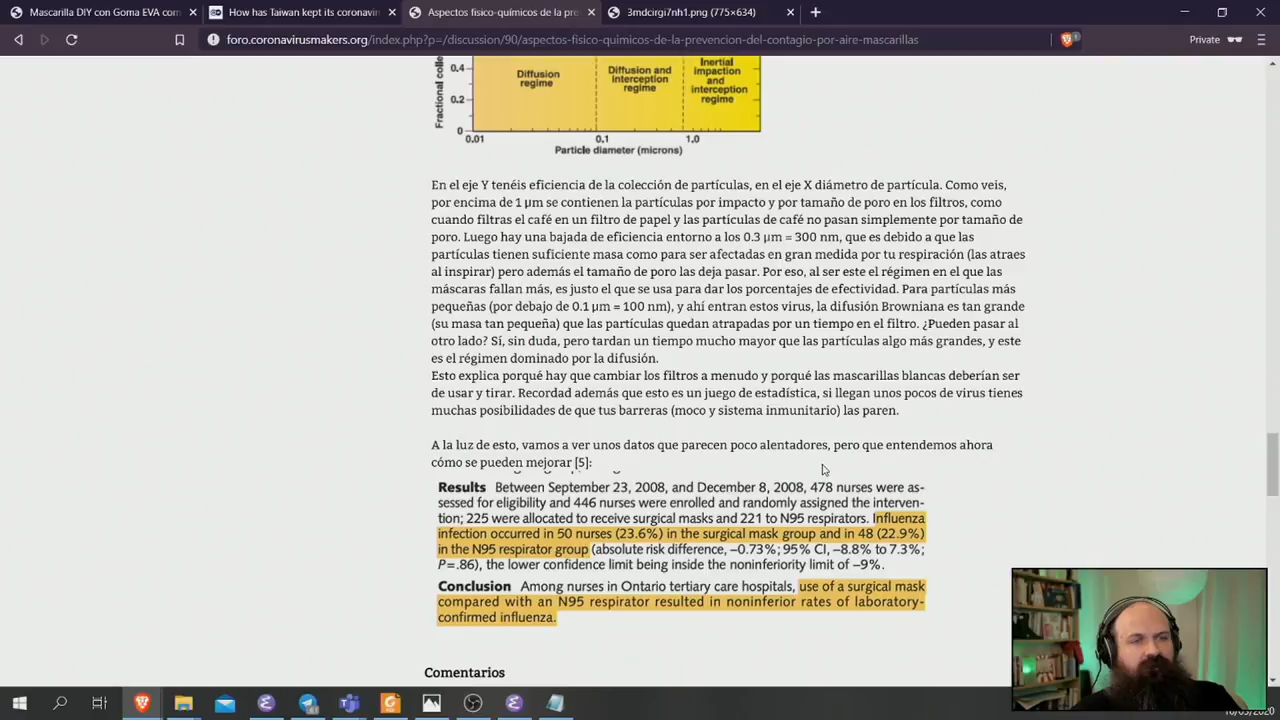 Mascarilla DIY con Goma EVA com
How has Taiwan kept its coronavir
Aspectos físico-químicos de la pre
3mdcirgi7nh1.png (775×634)
foro.coronavirusmakers.org/index.php?p=/discussion/90/aspectos-fisico-quimicos-de-la-prevencion-del-contagio-por-aire-mascarillas
Private
Fractional colle
0.4
0.2
0
Diffusion
regime
Diffusion and
interception
regime
Inertial
impaction
and
interception
regime
0.01
0.1
1.0
Particle diameter (microns)
En el eje Y tenéis eficiencia de la colección de partículas, en el eje X diámetro de partícula. Como veis,
por encima de 1 μm se contienen la partículas por impacto y por tamaño de poro en los filtros, como
cuando filtras el café en un filtro de papel y las partículas de café no pasan simplemente por tamaño de
poro. Luego hay una bajada de eficiencia entorno a los 0.3 μm = 300 nm, que es debido a que las
partículas tienen suficiente masa como para ser afectadas en gran medida por tu respiración (las atraes
al inspirar) pero además el tamaño de poro las deja pasar. Por eso, al ser este el régimen en el que las
máscaras fallan más, es justo el que se usa para dar los porcentajes de efectividad. Para partículas más
pequeñas (por debajo de 0.1 μm = 100 nm), y ahí entran estos virus, la difusión Browniana es tan grande
(su masa tan pequeña) que las partículas quedan atrapadas por un tiempo en el filtro. ¿Pueden pasar al
otro lado? Sí, sin duda, pero tardan un tiempo mucho mayor que las partículas algo más grandes, y este
es el régimen dominado por la difusión.
Esto explica porqué hay que cambiar los filtros a menudo y porqué las mascarillas blancas deberían ser
de usar y tirar. Recordad además que esto es un juego de estadística, si llegan unos pocos de virus tienes
muchas posibilidades de que tus barreras (moco y sistema inmunitario) las paren.
A la luz de esto, vamos a ver unos datos que parecen poco alentadores, pero que entendemos ahora
cómo se pueden mejorar [5]:
Results Between September 23, 2008, and December 8, 2008, 478 nurses were as-
sessed for eligibility and 446 nurses were enrolled and randomly assigned the interven-
tion; 225 were allocated to receive surgical masks and 221 to N95 respirators. Influenza
infection occurred in 50 nurses (23.6%) in the surgical mask group and in 48 (22.9%)
in the N95 respirator group (absolute risk difference, −0.73%; 95% CI, −8.8% to 7.3%;
P=.86), the lower confidence limit being inside the noninferiority limit of −9%.
Conclusion Among nurses in Ontario tertiary care hospitals, use of a surgical mask
compared with an N95 respirator resulted in noninferior rates of laboratory-
confirmed influenza.
Comentarios